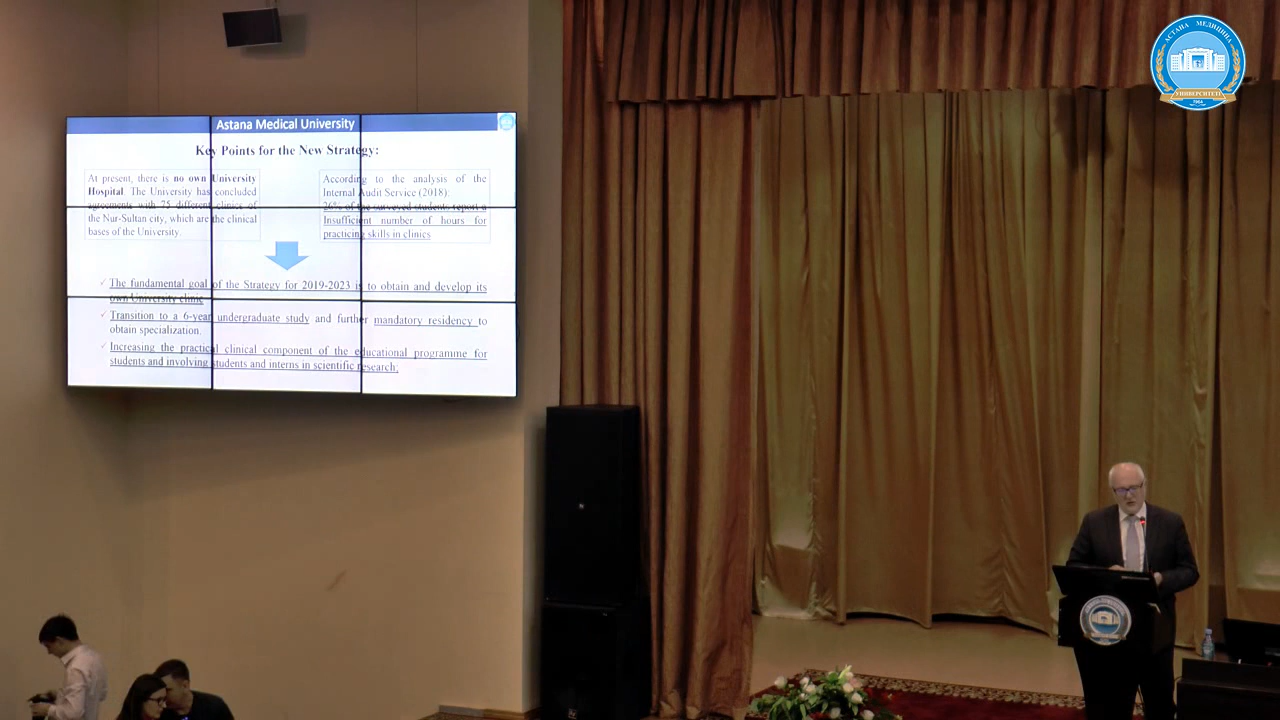 Astana Medical University
Key Points for the New Strategy:
At present, there is no own University
Hospital. The University has concluded
agreements with 75 different clinics of
the Nur-Sultan city, which are the clinical
bases of the University.
According to the analysis of the
Internal Audit Service (2018):
26% of the surveyed students report a
Insufficient number of hours for
practicing skills in clinics
✓ The fundamental goal of the Strategy for 2019-2023 is to obtain and develop its
own University clinic
✓ Transition to a 6-year undergraduate study and further mandatory residency to
obtain specialization.
✓ Increasing the practical clinical component of the educational programme for
students and involving students and interns in scientific research;
АСТАНА МЕДИЦИНА
УНИВЕРСИТЕТІ
1964